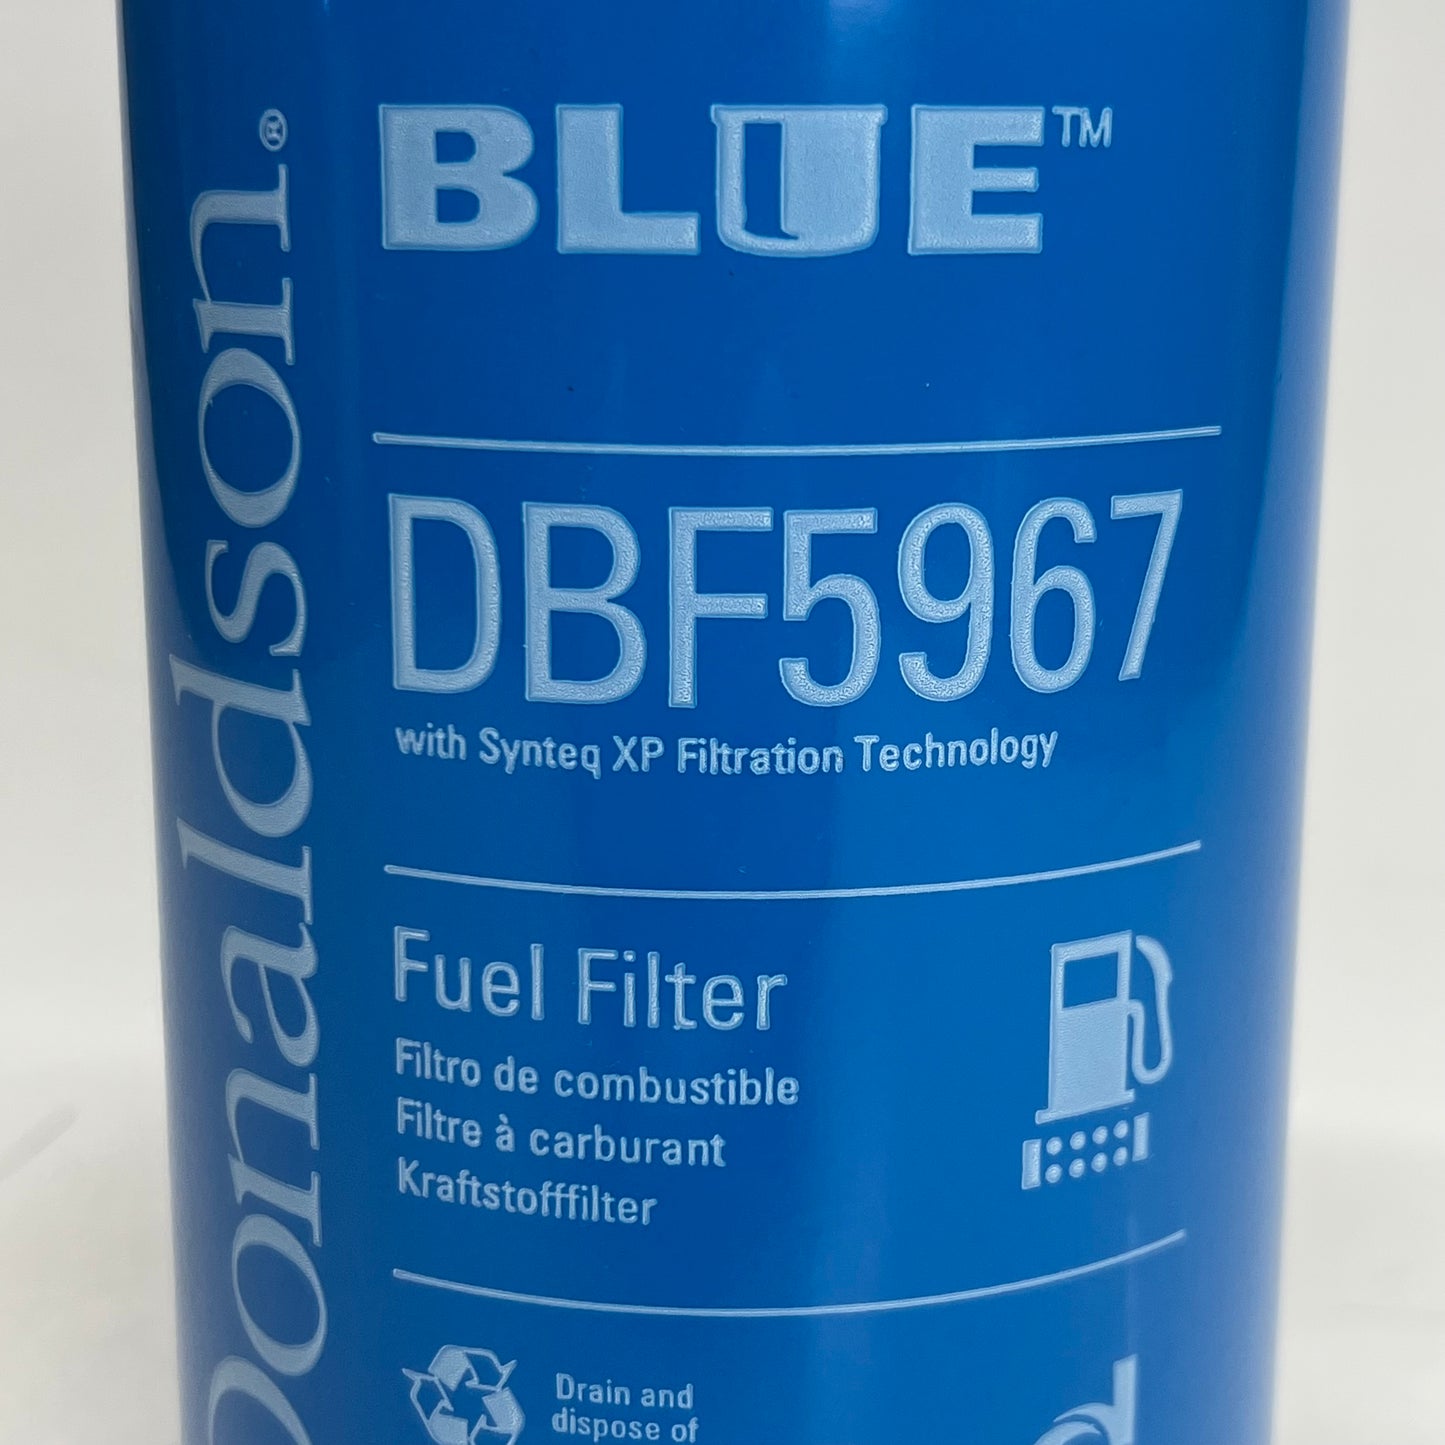 Donaldson®
BLUE™
DBF5967
with Synteq XP Filtration Technology
Fuel Filter
Filtro de combustible
Filtre à carburant
Kraftstofffilter
Drain and
dispose of